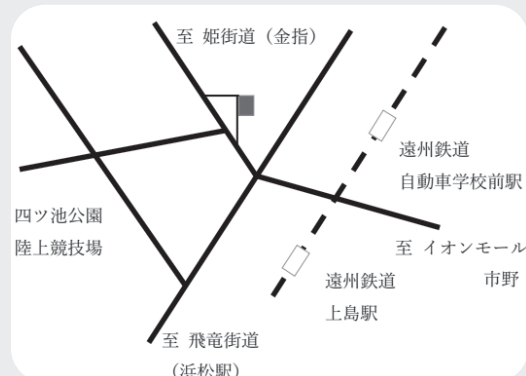 至 姫街道（金指）
遠州鉄道
自動車学校前駅
四ツ池公園
陸上競技場
至 イオンモール
市野
遠州鉄道
上島駅
至 飛竜街道
（浜松駅）